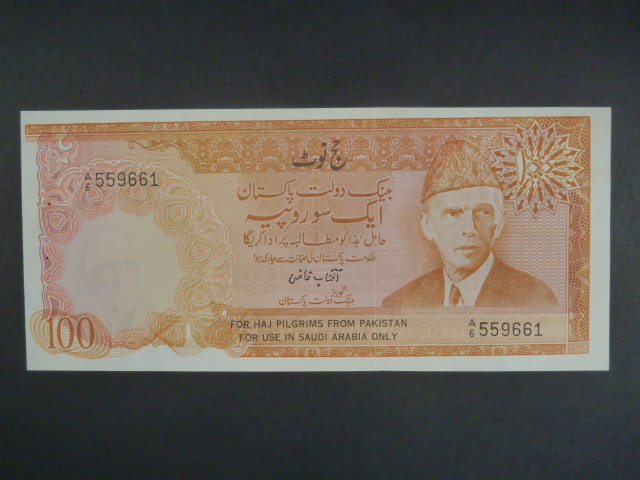 حج نوٹ
بینک دولت پاکستان
A/6 559661
ایک سو روپیہ
حامل ہٰذا کو مطالبہ پر ادا کریگا
حکومت پاکستان کی ضمانت سے جاری ہوا
آفتاب قاضی
گورنر
بینک دولت پاکستان
100
FOR HAJ PILGRIMS FROM PAKISTAN
FOR USE IN SAUDI ARABIA ONLY
A/6 559661